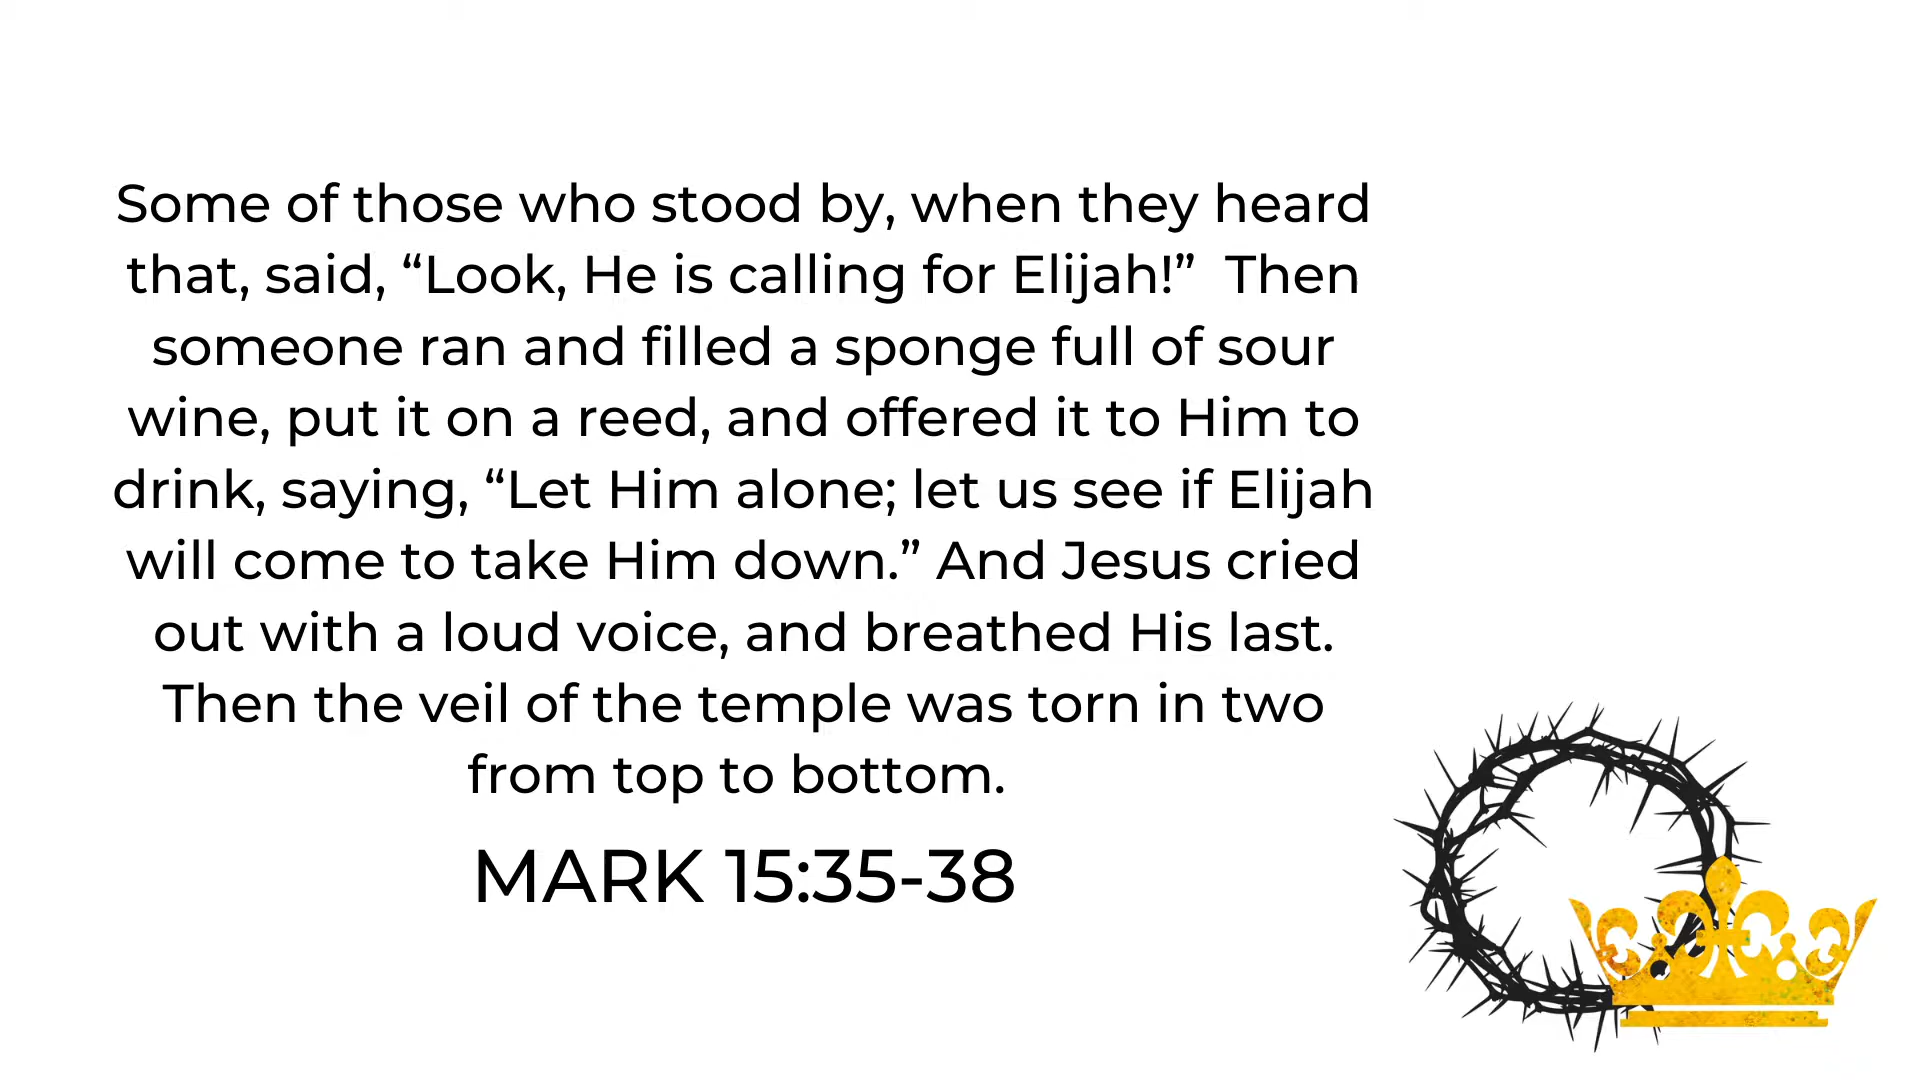 Some of those who stood by, when they heard
that, said, “Look, He is calling for Elijah!”  Then
someone ran and filled a sponge full of sour
wine, put it on a reed, and offered it to Him to
drink, saying, “Let Him alone; let us see if Elijah
will come to take Him down.” And Jesus cried
out with a loud voice, and breathed His last.
Then the veil of the temple was torn in two
from top to bottom.
MARK 15:35-38